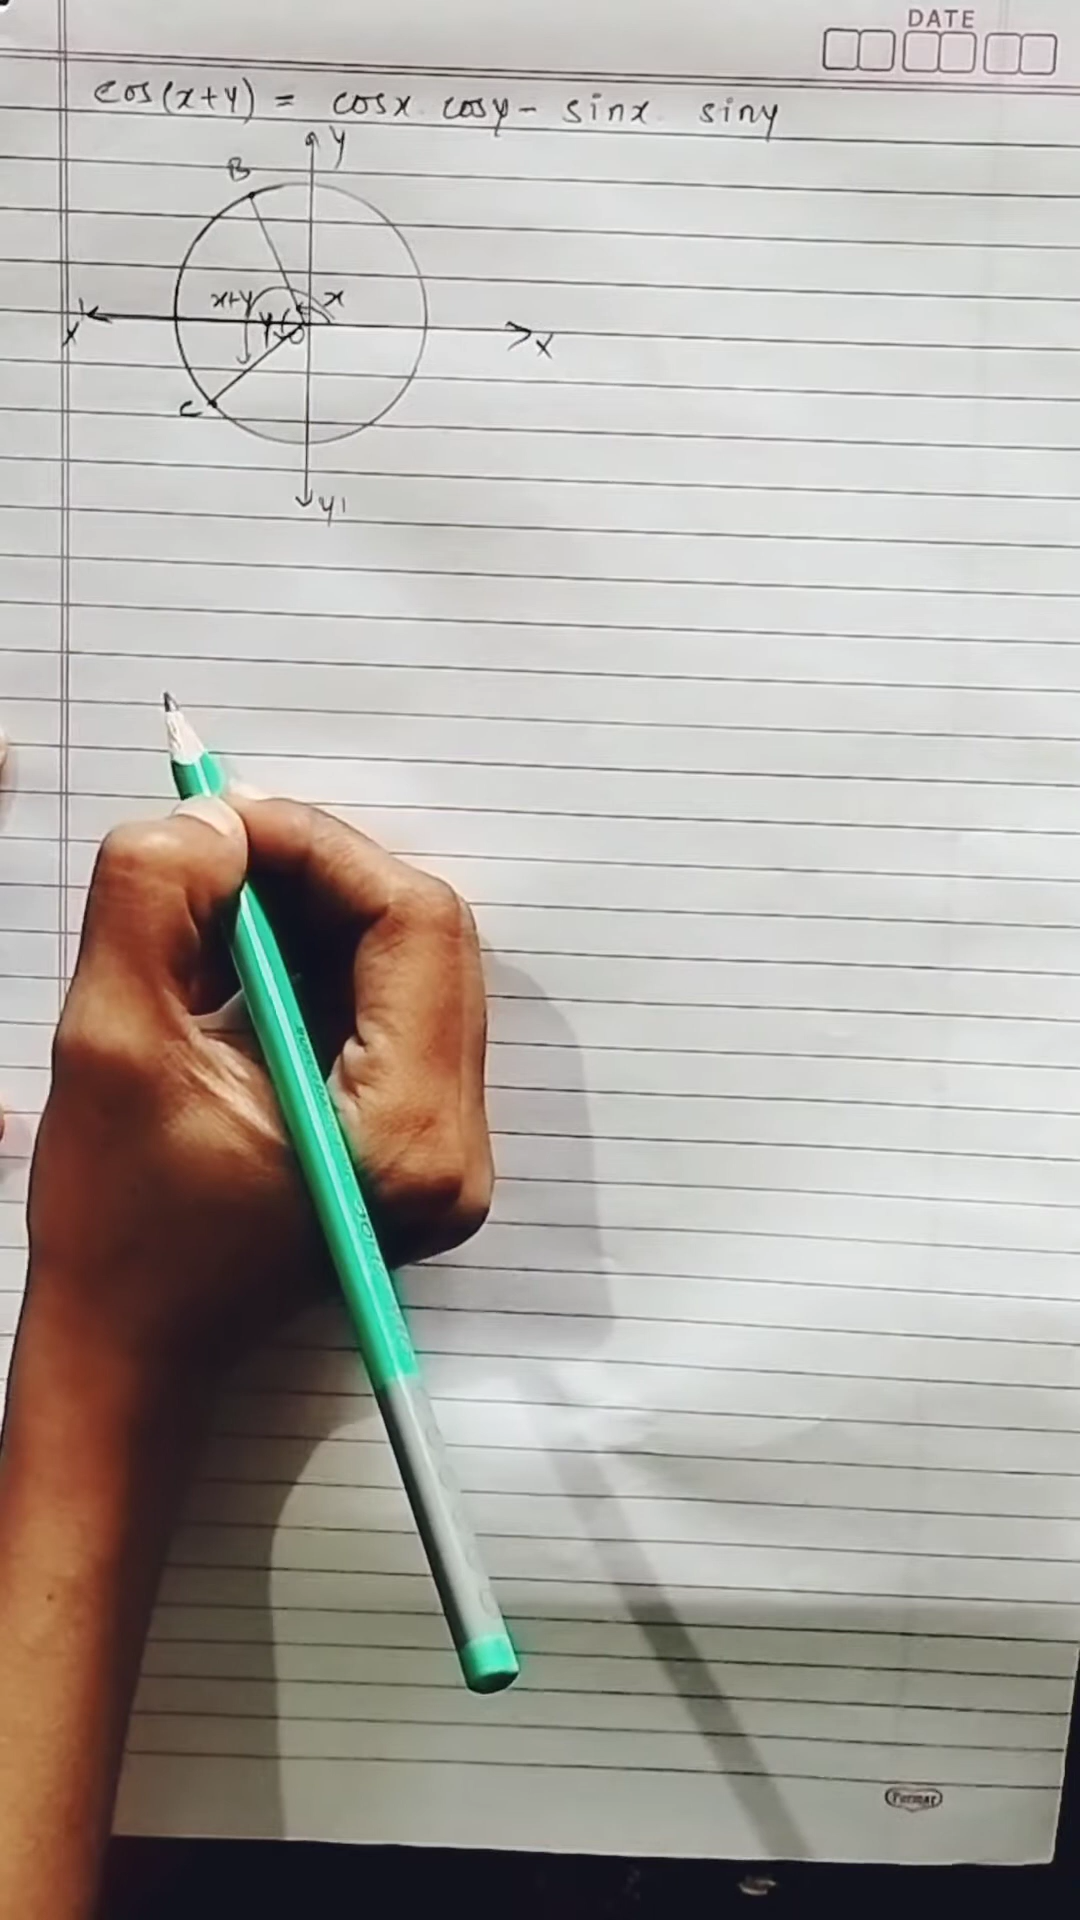 DATE
cos(x+y) = cosx. cosy - sinx. siny
Y
B
x+y x
y
X' O X
C
Y'